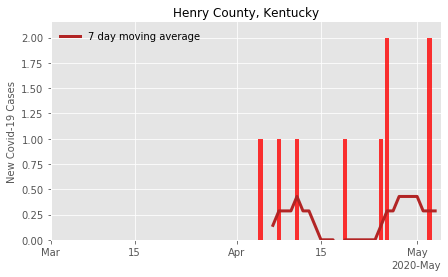 Henry County, Kentucky
7 day moving average
New Covid-19 Cases
2.00
1.75
1.50
1.25
1.00
0.75
0.50
0.25
0.00
Mar
15
Apr
15
May
2020-May